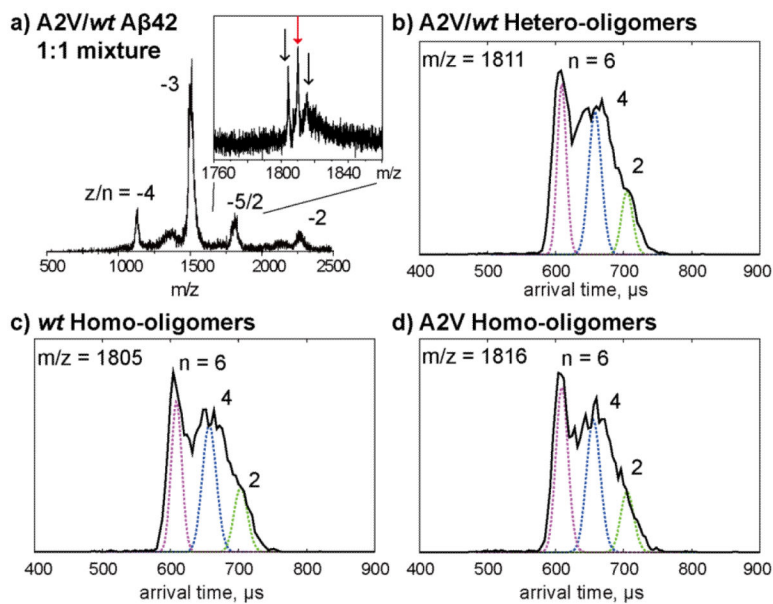 a) A2V/wt Aβ42
1:1 mixture
-3
z/n = -4
-5/2
-2
1760 1800 1840 m/z
500 1000 1500 2000 2500
m/z
b) A2V/wt Hetero-oligomers
m/z = 1811
n = 6
4
2
400 500 600 700 800 900
arrival time, µs
c) wt Homo-oligomers
m/z = 1805
n = 6
4
2
400 500 600 700 800 900
arrival time, µs
d) A2V Homo-oligomers
m/z = 1816
n = 6
4
2
400 500 600 700 800 900
arrival time, µs